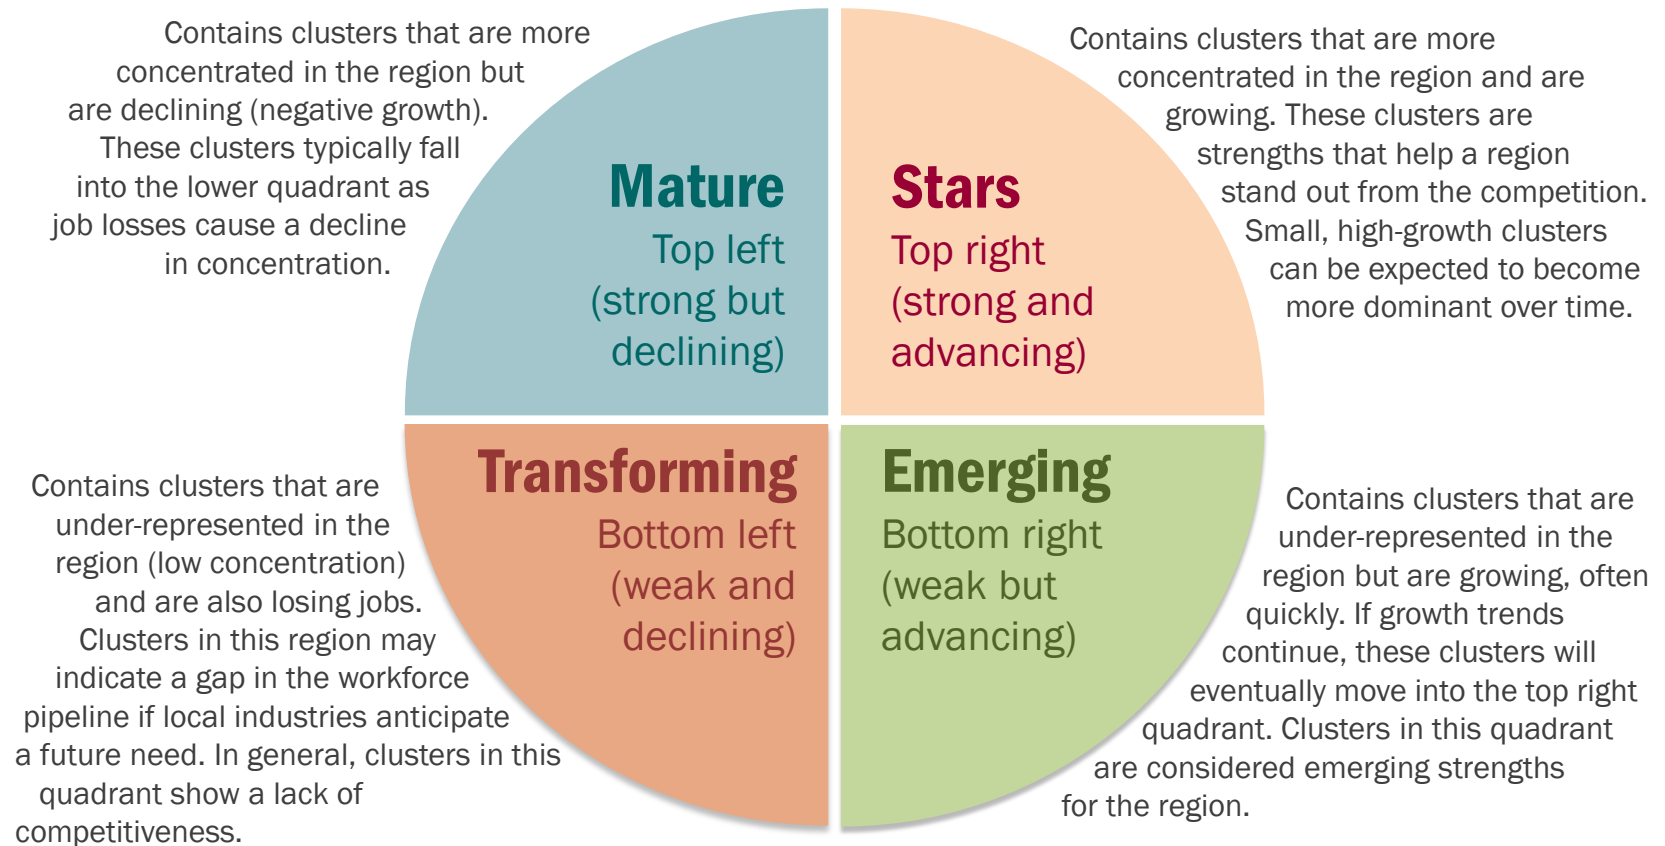 Contains clusters that are more
concentrated in the region but
are declining (negative growth).
These clusters typically fall
into the lower quadrant as
job losses cause a decline
in concentration.
Mature
Top left
(strong but
declining)
Stars
Top right
(strong and
advancing)
Contains clusters that are more
concentrated in the region and are
growing. These clusters are
strengths that help a region
stand out from the competition.
Small, high-growth clusters
can be expected to become
more dominant over time.
Contains clusters that are
under-represented in the
region (low concentration)
and are also losing jobs.
Clusters in this region may
indicate a gap in the workforce
pipeline if local industries anticipate
a future need. In general, clusters in this
quadrant show a lack of
competitiveness.
Transforming
Bottom left
(weak and
declining)
Emerging
Bottom right
(weak but
advancing)
Contains clusters that are
under-represented in the
region but are growing, often
quickly. If growth trends
continue, these clusters will
eventually move into the top right
quadrant. Clusters in this quadrant
are considered emerging strengths
for the region.